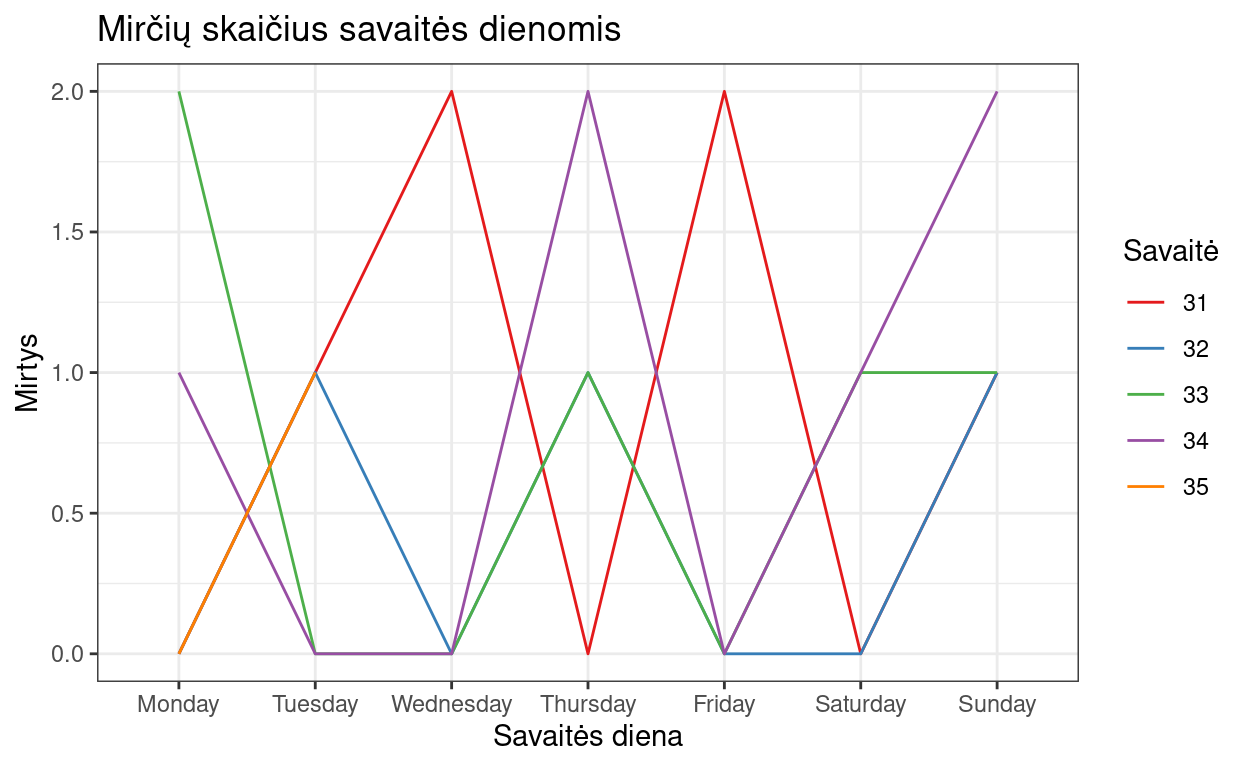 Mirčių skaičius savaitės dienomis
Mirtys
2.0
1.5
1.0
0.5
0.0
Monday Tuesday Wednesday Thursday Friday Saturday Sunday
Savaitės diena
Savaitė
31
32
33
34
35